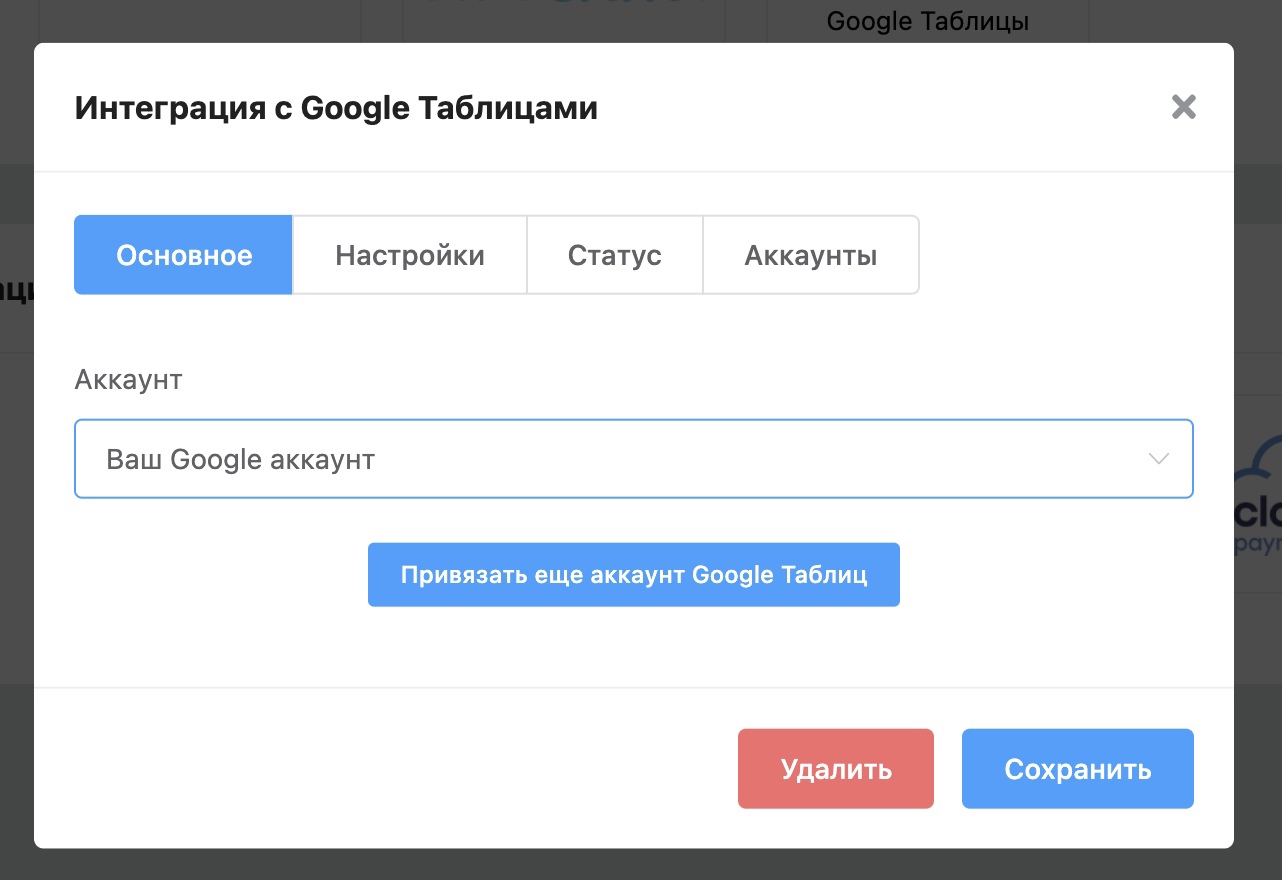 Google Таблицы
Интеграция с Google Таблицами
Основное
Настройки
Статус
Аккаунты
Аккаунт
Ваш Google аккаунт
Привязать еще аккаунт Google Таблиц
Удалить
Сохранить